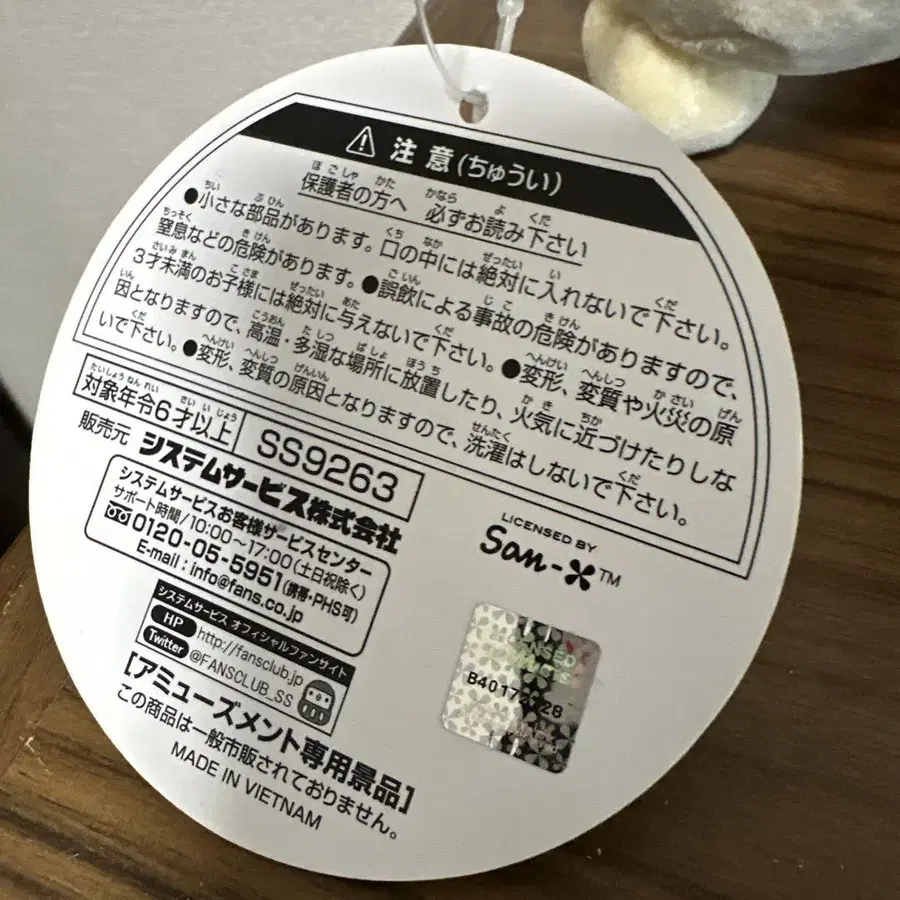 ⚠ 注意(ちゅうい)
保護者の方へ 必ずお読み下さい
●小さな部品があります。口の中には絶対に入れないで下さい。
窒息などの危険があります。●誤飲による事故の危険がありますので、
3才未満のお子様には絶対に与えないで下さい。●変形、変質や火災の原
因となりますので、高温・多湿な場所に放置したり、火気に近づけたりしな
いで下さい。●変形、変質の原因となりますので、洗濯はしないで下さい。
対象年令6才以上 SS9263
販売元 システムサービス株式会社
システムサービスお客様サービスセンター
サポート時間/10:00〜17:00(土日祝除く)
0120-05-5951(携帯・PHS可)
E-mail:info@fans.co.jp
システムサービス オフィシャルファンサイト
HP http://fansclub.jp
Twitter @FANSCLUB_SS
[アミューズメント専用景品]
この商品は一般市販されておりません。
MADE IN VIETNAM
LICENSED BY
San-X™